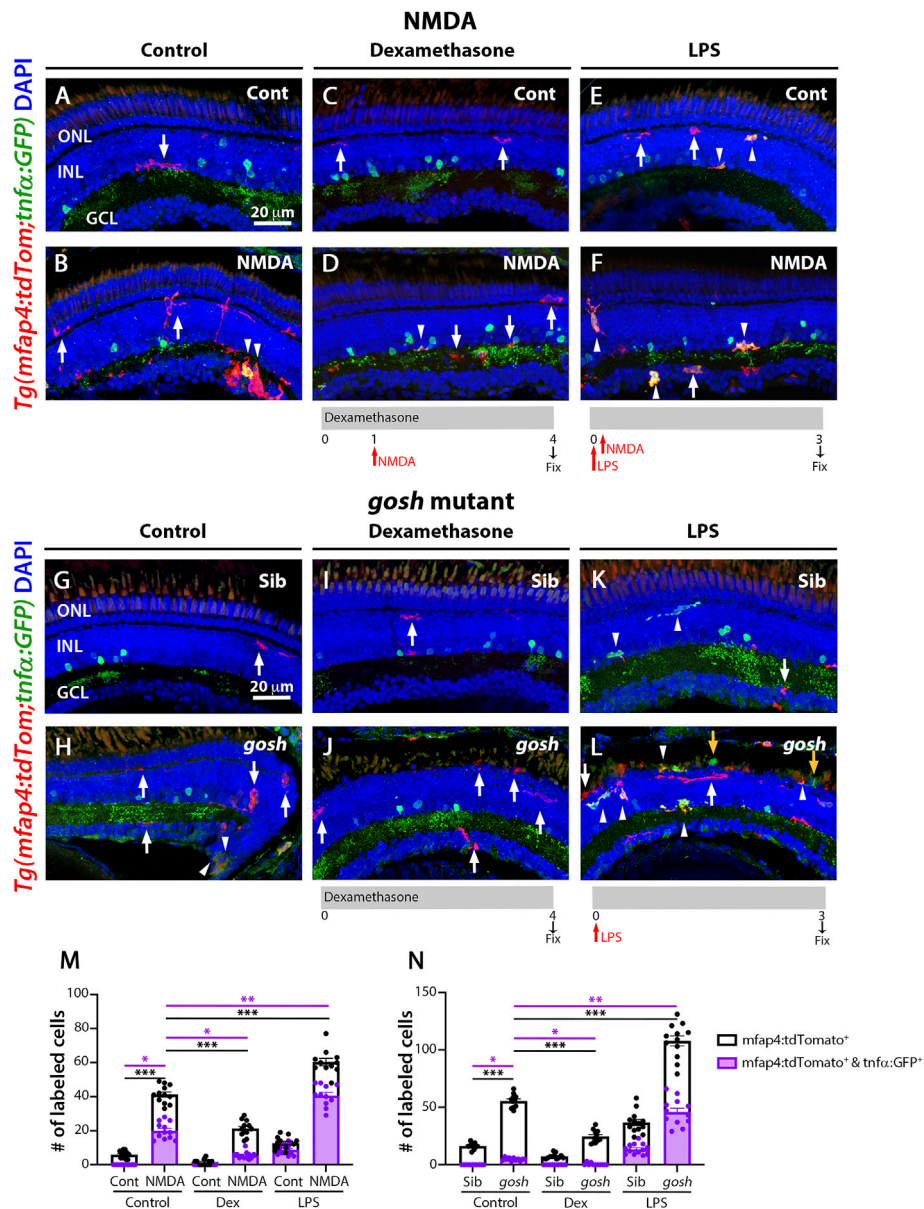 NMDA
Control Dexamethasone LPS
Tg(mfap4:tdTom;tnfα:GFP) DAPI
A Cont C Cont E Cont
ONL
INL
GCL
20 µm
B NMDA D NMDA F NMDA
Dexamethasone
0 1 4 0 3
NMDA Fix NMDA Fix
LPS
gosh mutant
Control Dexamethasone LPS
Tg(mfap4:tdTom;tnfα:GFP) DAPI
G Sib I Sib K Sib
ONL
INL
GCL
20 µm
H gosh J gosh L gosh
Dexamethasone
0 4 0 3
Fix LPS Fix
M N
# of labeled cells
100
80
60
40
20
0
** 
***
* 
***
* 
***
Cont NMDA Cont NMDA Cont NMDA
Control Dex LPS
# of labeled cells
150
100
50
0
**
***
*
***
*
***
Sib gosh Sib gosh Sib gosh
Control Dex LPS
mfap4:tdTomato+
mfap4:tdTomato+ & tnfα:GFP+